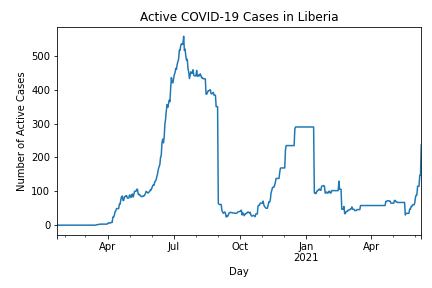 Active COVID-19 Cases in Liberia
Number of Active Cases
500
400
300
200
100
0
Apr
Jul
Oct
Jan
2021
Apr
Day